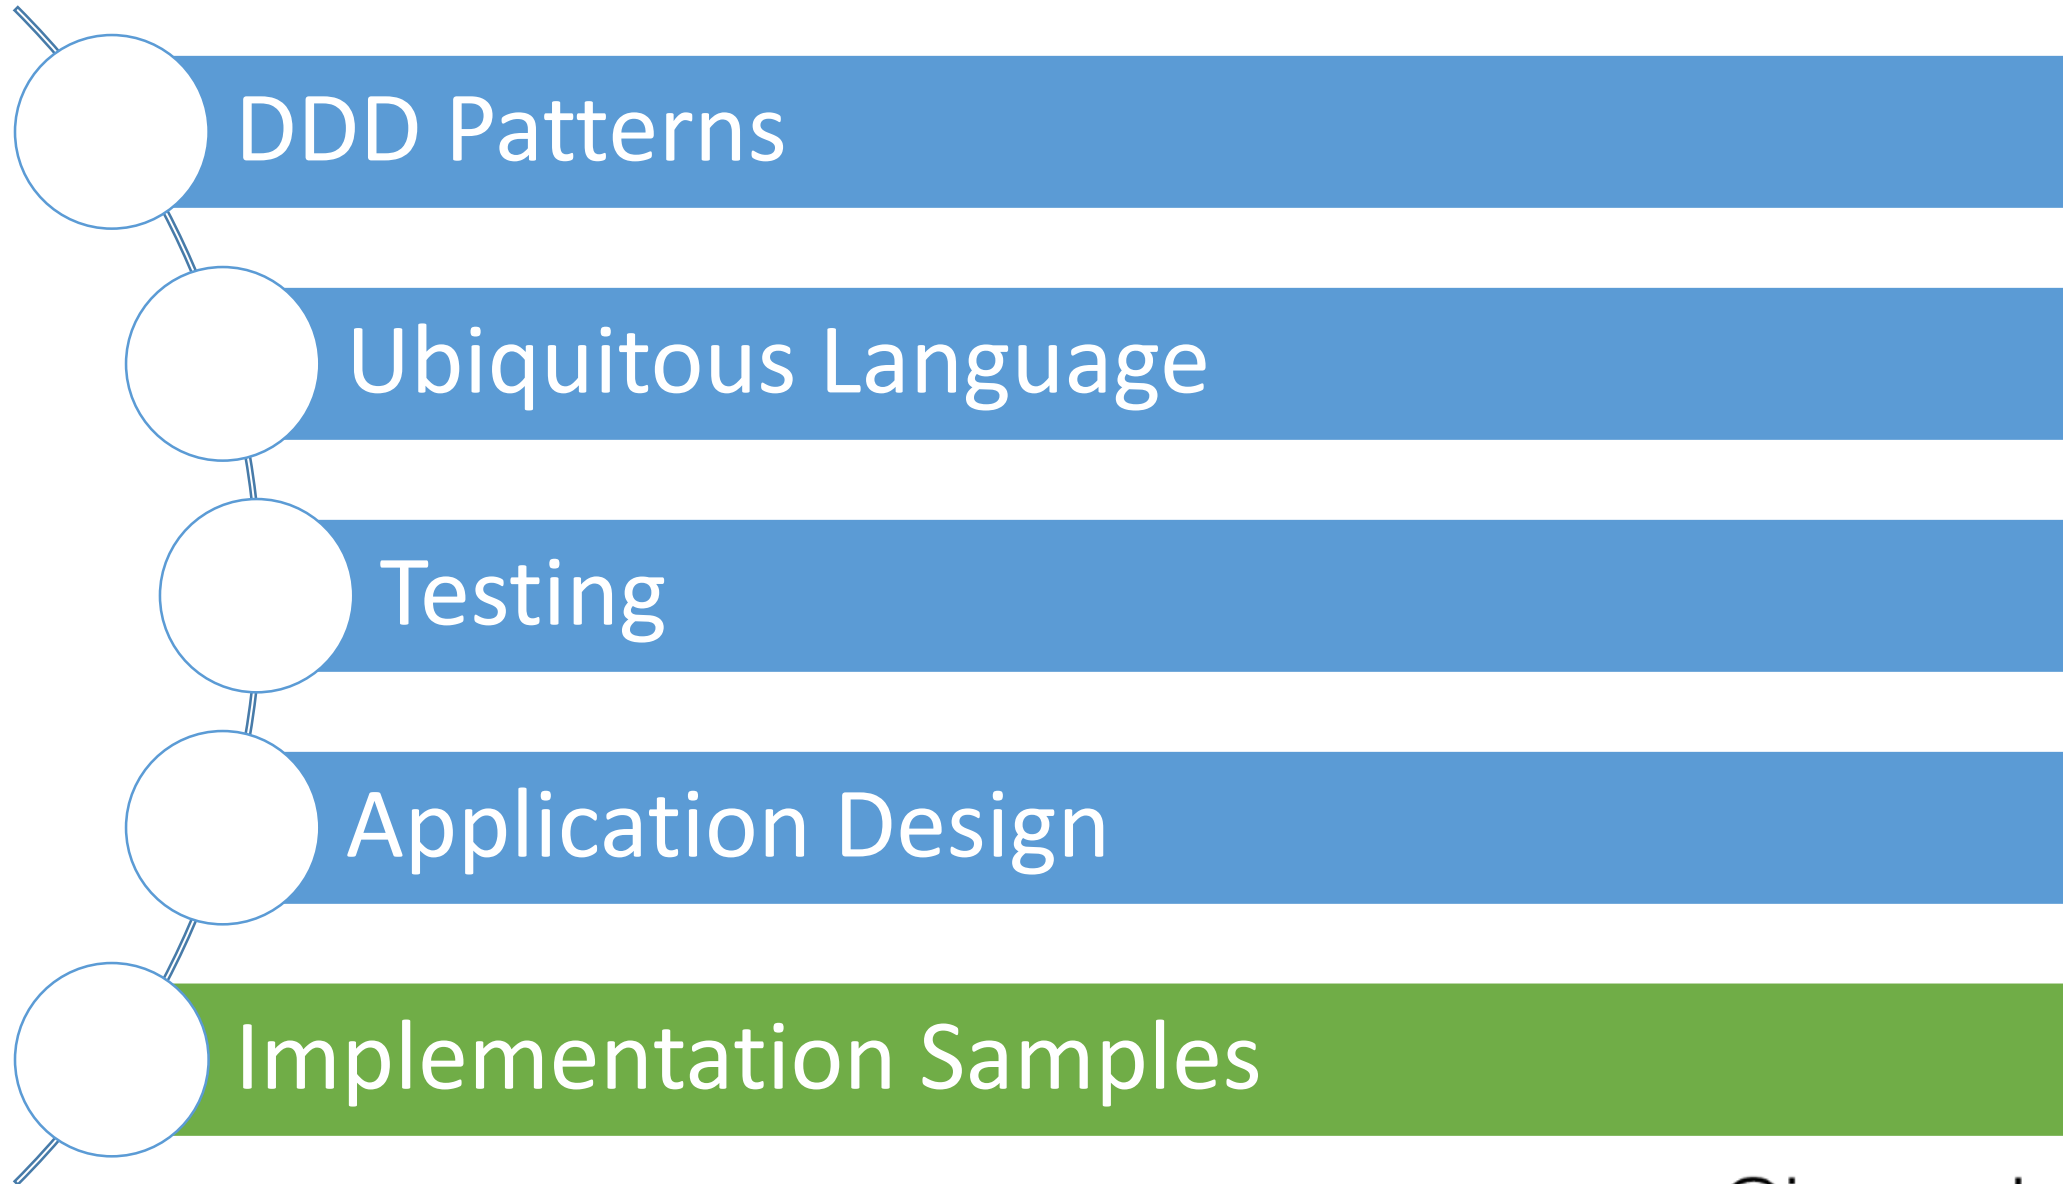 DDD Patterns
Ubiquitous Language
Testing
Application Design
Implementation Samples